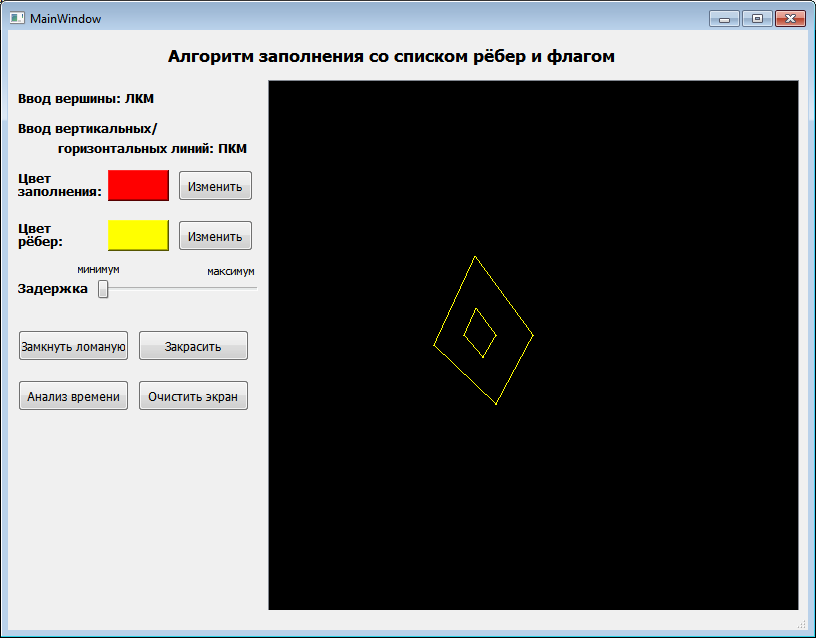 MainWindow
Алгоритм заполнения со списком рёбер и флагом
Ввод вершины: ЛКМ
Ввод вертикальных/
горизонтальных линий: ПКМ
Цвет
заполнения:
Изменить
Цвет
рёбер:
Изменить
минимум
максимум
Задержка
Замкнуть ломаную
Закрасить
Анализ времени
Очистить экран